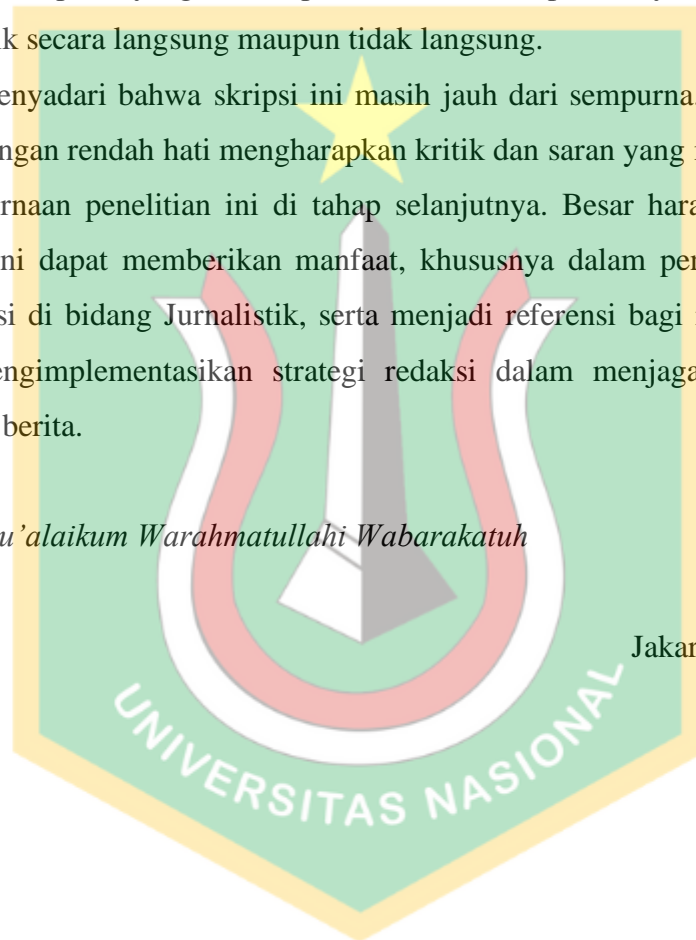 ik secara langsung maupun tidak langsung.
enyadari bahwa skripsi ini masih jauh dari sempurna
ngan rendah hati mengharapkan kritik dan saran yang
rnaan penelitian ini di tahap selanjutnya. Besar hara
ni dapat memberikan manfaat, khususnya dalam per
si di bidang Jurnalistik, serta menjadi referensi bagi
engimplementasikan strategi redaksi dalam menjaga
berita.
u’alaikum Warahmatullahi Wabarakatuh
Jakar
UNIVERSITAS NASIONAL